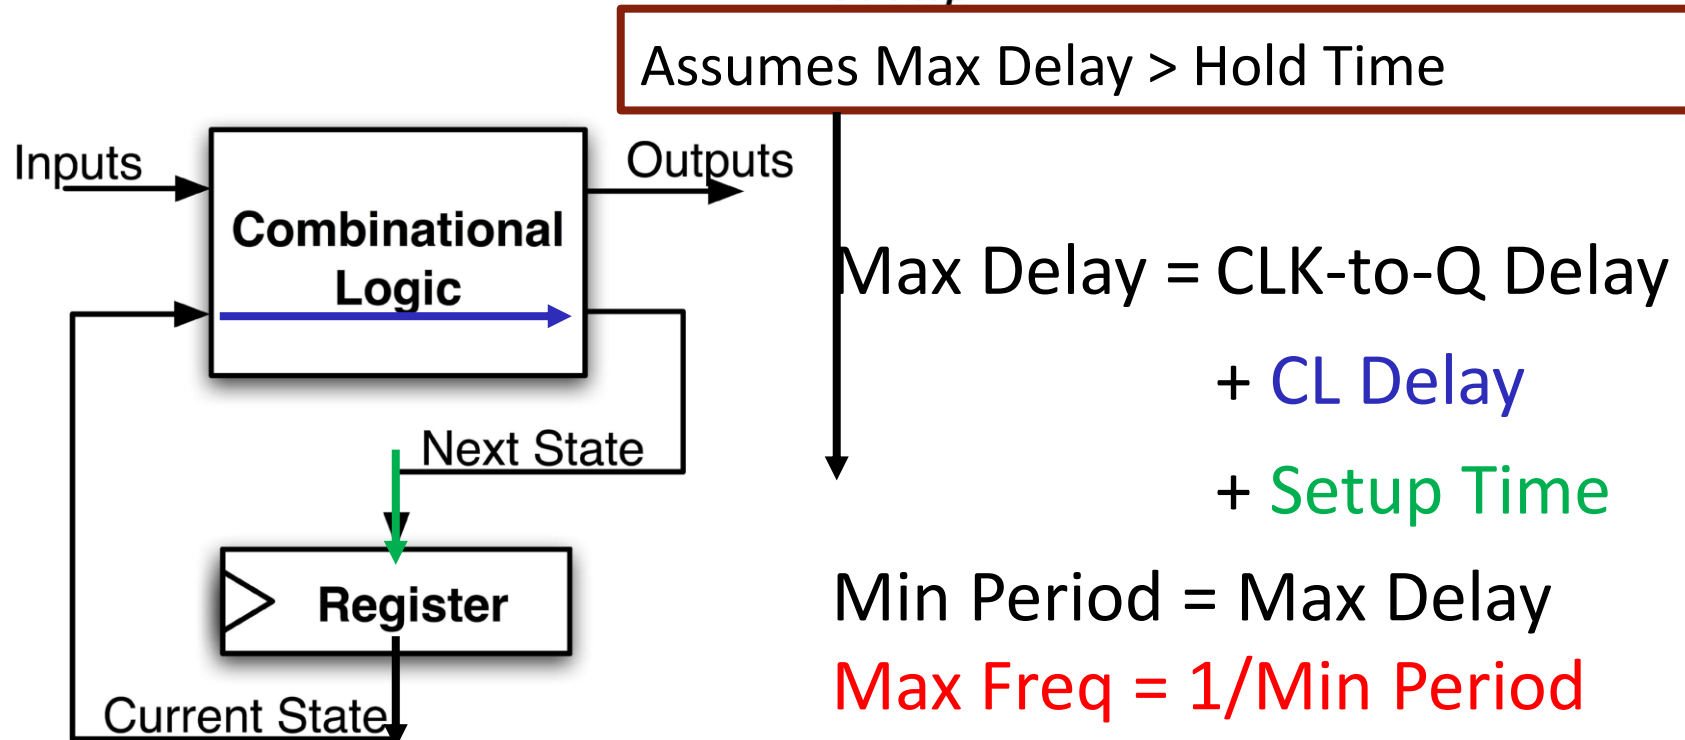 Assumes Max Delay > Hold Time
Inputs
Outputs
Combinational
Logic
Max Delay = CLK-to-Q Delay
+ CL Delay
Next State
+ Setup Time
Register
Min Period = Max Delay
Max Freq = 1/Min Period
Current State